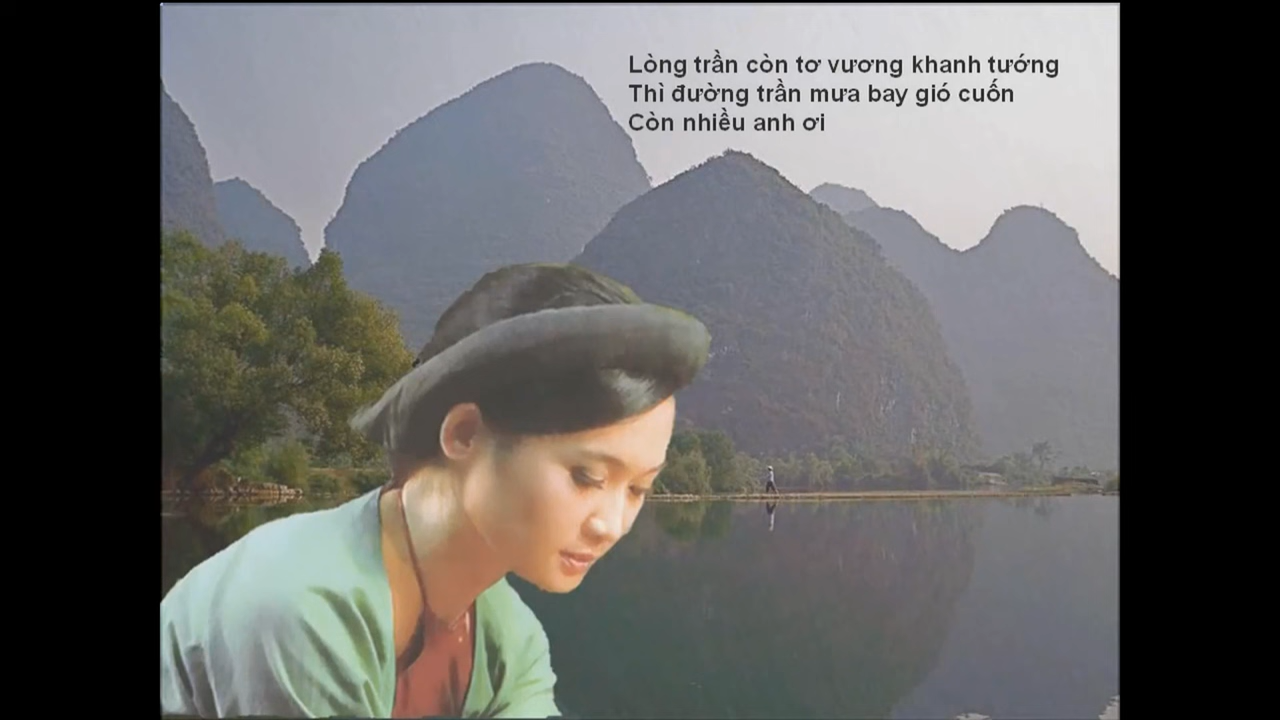 Lòng trần còn tơ vương khanh tướng
Thì đường trần mưa bay gió cuốn
Còn nhiều anh ơi